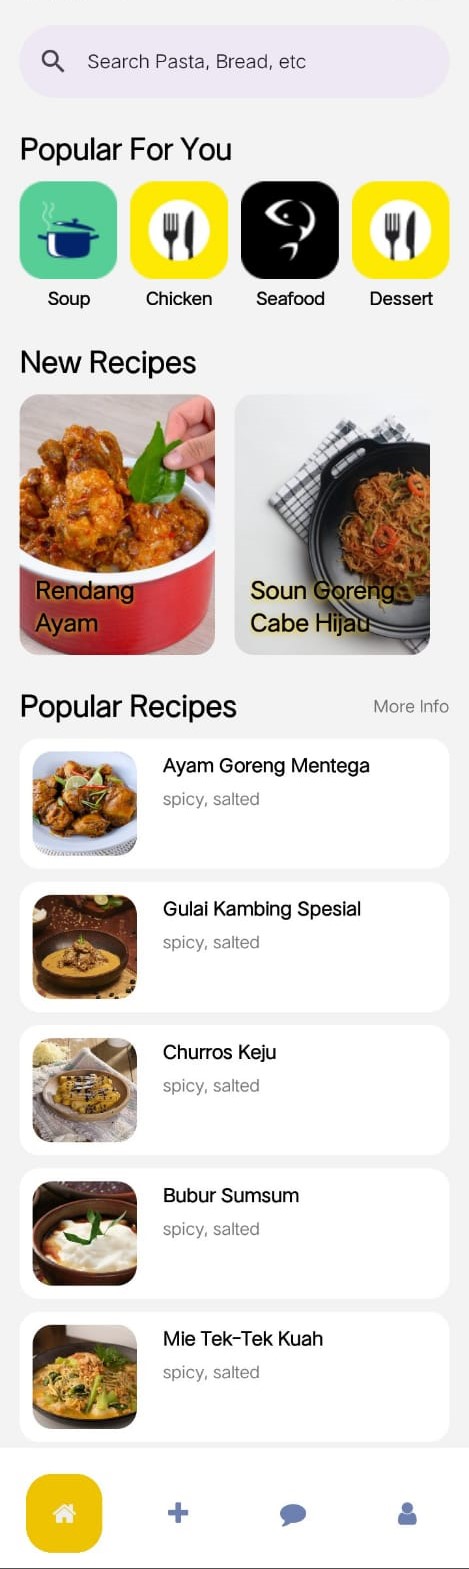 Search Pasta, Bread, etc
Popular For You
Soup
Chicken
Seafood
Dessert
New Recipes
Rendang
Ayam
Soun Goreng
Cabe Hijau
Popular Recipes
More Info
Ayam Goreng Mentega
spicy, salted
Gulai Kambing Spesial
spicy, salted
Churros Keju
spicy, salted
Bubur Sumsum
spicy, salted
Mie Tek-Tek Kuah
spicy, salted